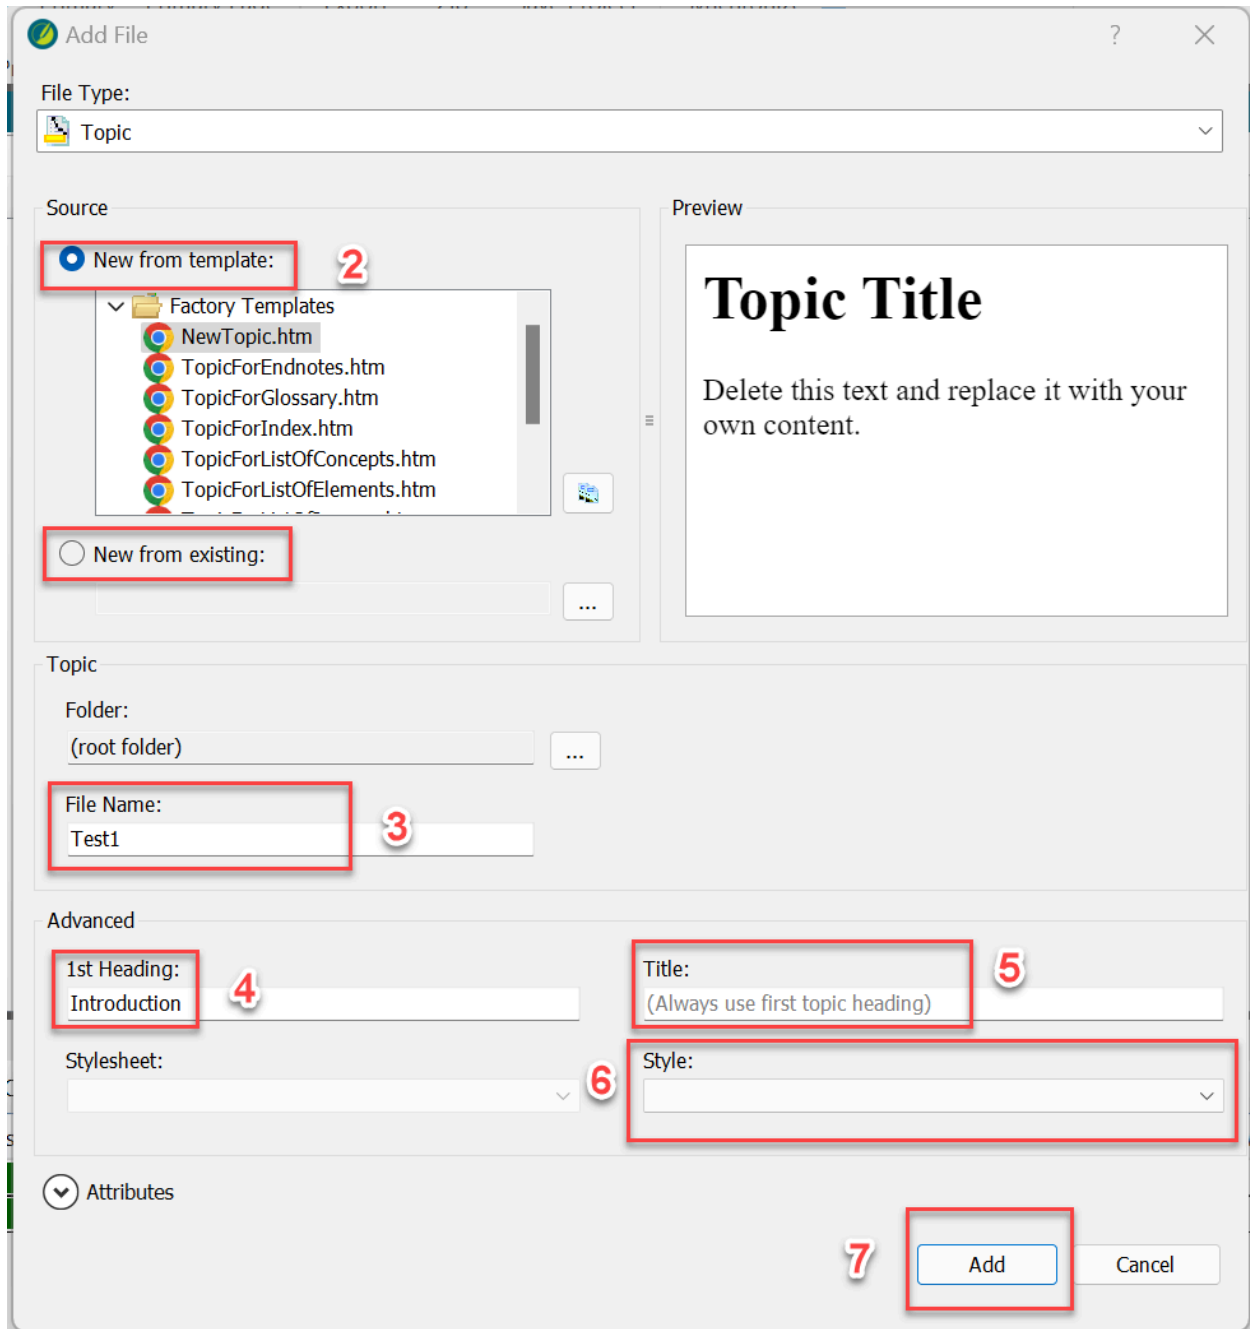 Add File
?
File Type:
Topic
Source
New from template:
2
Factory Templates
NewTopic.htm
TopicForEndnotes.htm
TopicForGlossary.htm
TopicForIndex.htm
TopicForListOfConcepts.htm
TopicForListOfElements.htm
New from existing:
...
Preview
Topic Title
Delete this text and replace it with your
own content.
Topic
Folder:
(root folder)
...
File Name:
Test1
3
Advanced
1st Heading:
Introduction
4
Title:
(Always use first topic heading)
5
Stylesheet:
6
Style:
Attributes
7
Add
Cancel